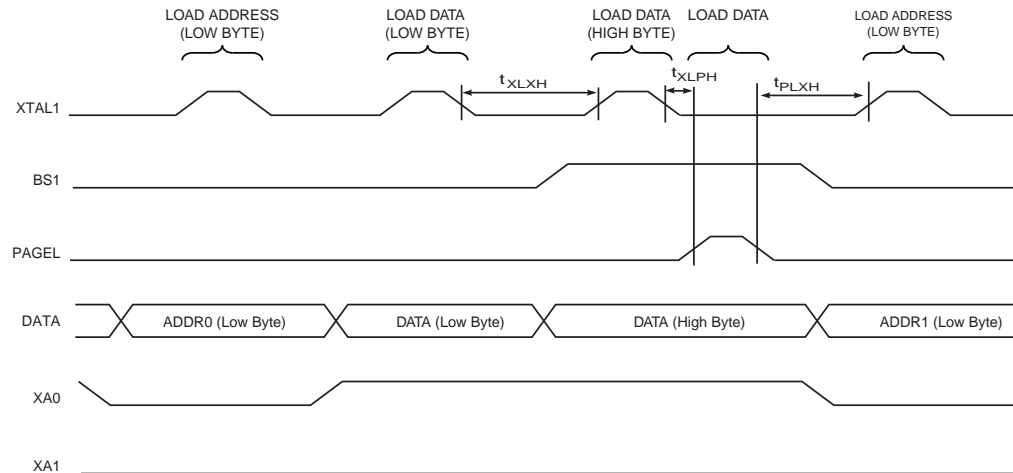 LOAD ADDRESS
(LOW BYTE)
LOAD DATA
(LOW BYTE)
LOAD DATA
(HIGH BYTE)
LOAD DATA
LOAD ADDRESS
(LOW BYTE)
tXLXH
tXLPH
tPLXH
XTAL1
BS1
PAGEL
DATA
ADDR0 (Low Byte)
DATA (Low Byte)
DATA (High Byte)
ADDR1 (Low Byte)
XA0
XA1